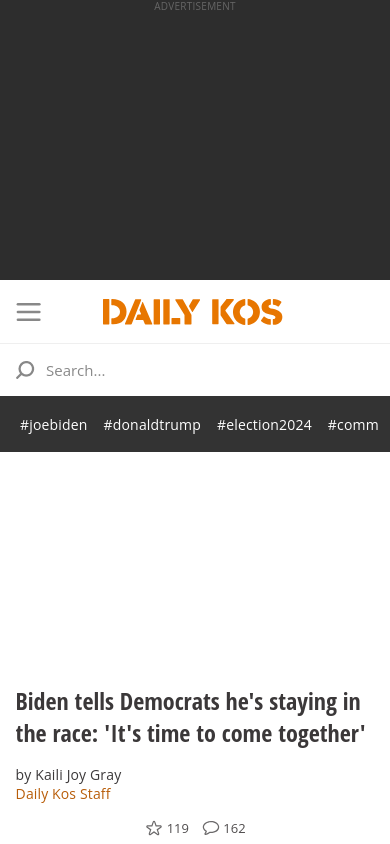 ADVERTISEMENT
DAILY KOS
Search...
#joebiden #donaldtrump #election2024 #comm
Biden tells Democrats he's staying in
the race: 'It's time to come together'
by Kaili Joy Gray
Daily Kos Staff
119 162